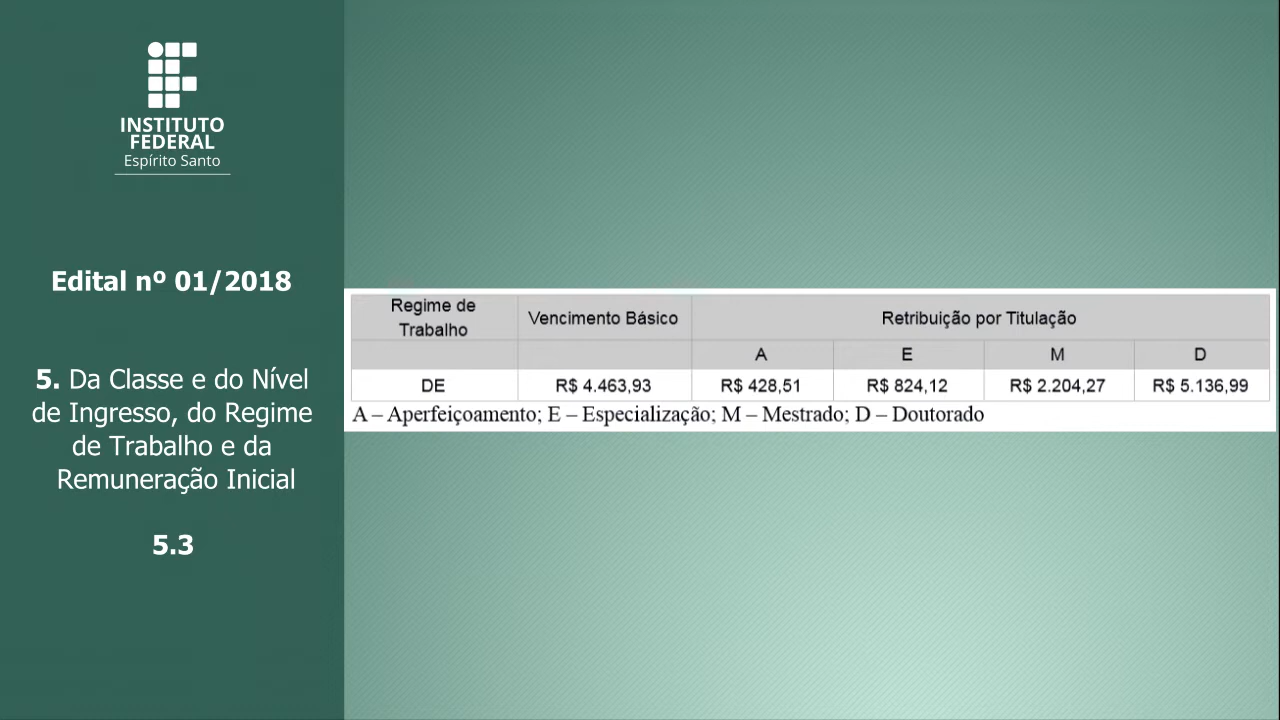 INSTITUTO
FEDERAL
Espírito Santo
Edital nº 01/2018
5. Da Classe e do Nível
de Ingresso, do Regime
de Trabalho e da
Remuneração Inicial
5.3
Regime de
Trabalho
Vencimento Básico
Retribuição por Titulação
A E M D
DE R$ 4.463,93 R$ 428,51 R$ 824,12 R$ 2.204,27 R$ 5.136,99
A – Aperfeiçoamento; E – Especialização; M – Mestrado; D – Doutorado